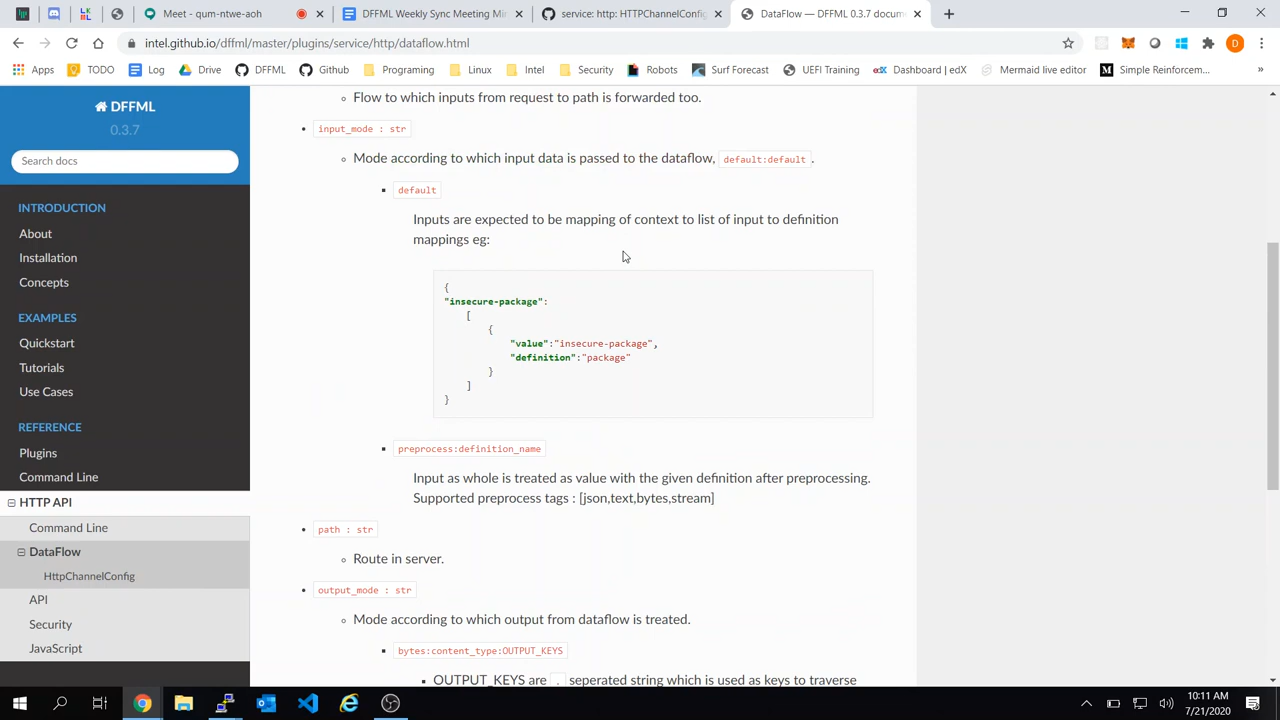 Meet - qum-ntwe-aoh
DFFML Weekly Sync Meeting Mi
service: http: HTTPChannelConfig
DataFlow — DFFML 0.3.7 docum
intel.github.io/dffml/master/plugins/service/http/dataflow.html
D
Apps
TODO
Log
Drive
DFFML
Github
Programing
Linux
Intel
Security
Robots
Surf Forecast
UEFI Training
Dashboard | edX
Mermaid live editor
Simple Reinforcem...
DFFML
0.3.7
Search docs
INTRODUCTION
About
Installation
Concepts
EXAMPLES
Quickstart
Tutorials
Use Cases
REFERENCE
Plugins
Command Line
HTTP API
Command Line
DataFlow
HttpChannelConfig
API
Security
JavaScript
Flow to which inputs from request to path is forwarded too.
input_mode : str
Mode according to which input data is passed to the dataflow, default:default .
default
Inputs are expected to be mapping of context to list of input to definition
mappings eg:
{
"insecure-package":
[
{
"value":"insecure-package",
"definition":"package"
}
]
}
preprocess:definition_name
Input as whole is treated as value with the given definition after preprocessing.
Supported preprocess tags : [json,text,bytes,stream]
path : str
Route in server.
output_mode : str
Mode according to which output from dataflow is treated.
bytes:content_type:OUTPUT_KEYS
OUTPUT_KEYS are . seperated string which is used as keys to traverse
10:11 AM
7/21/2020